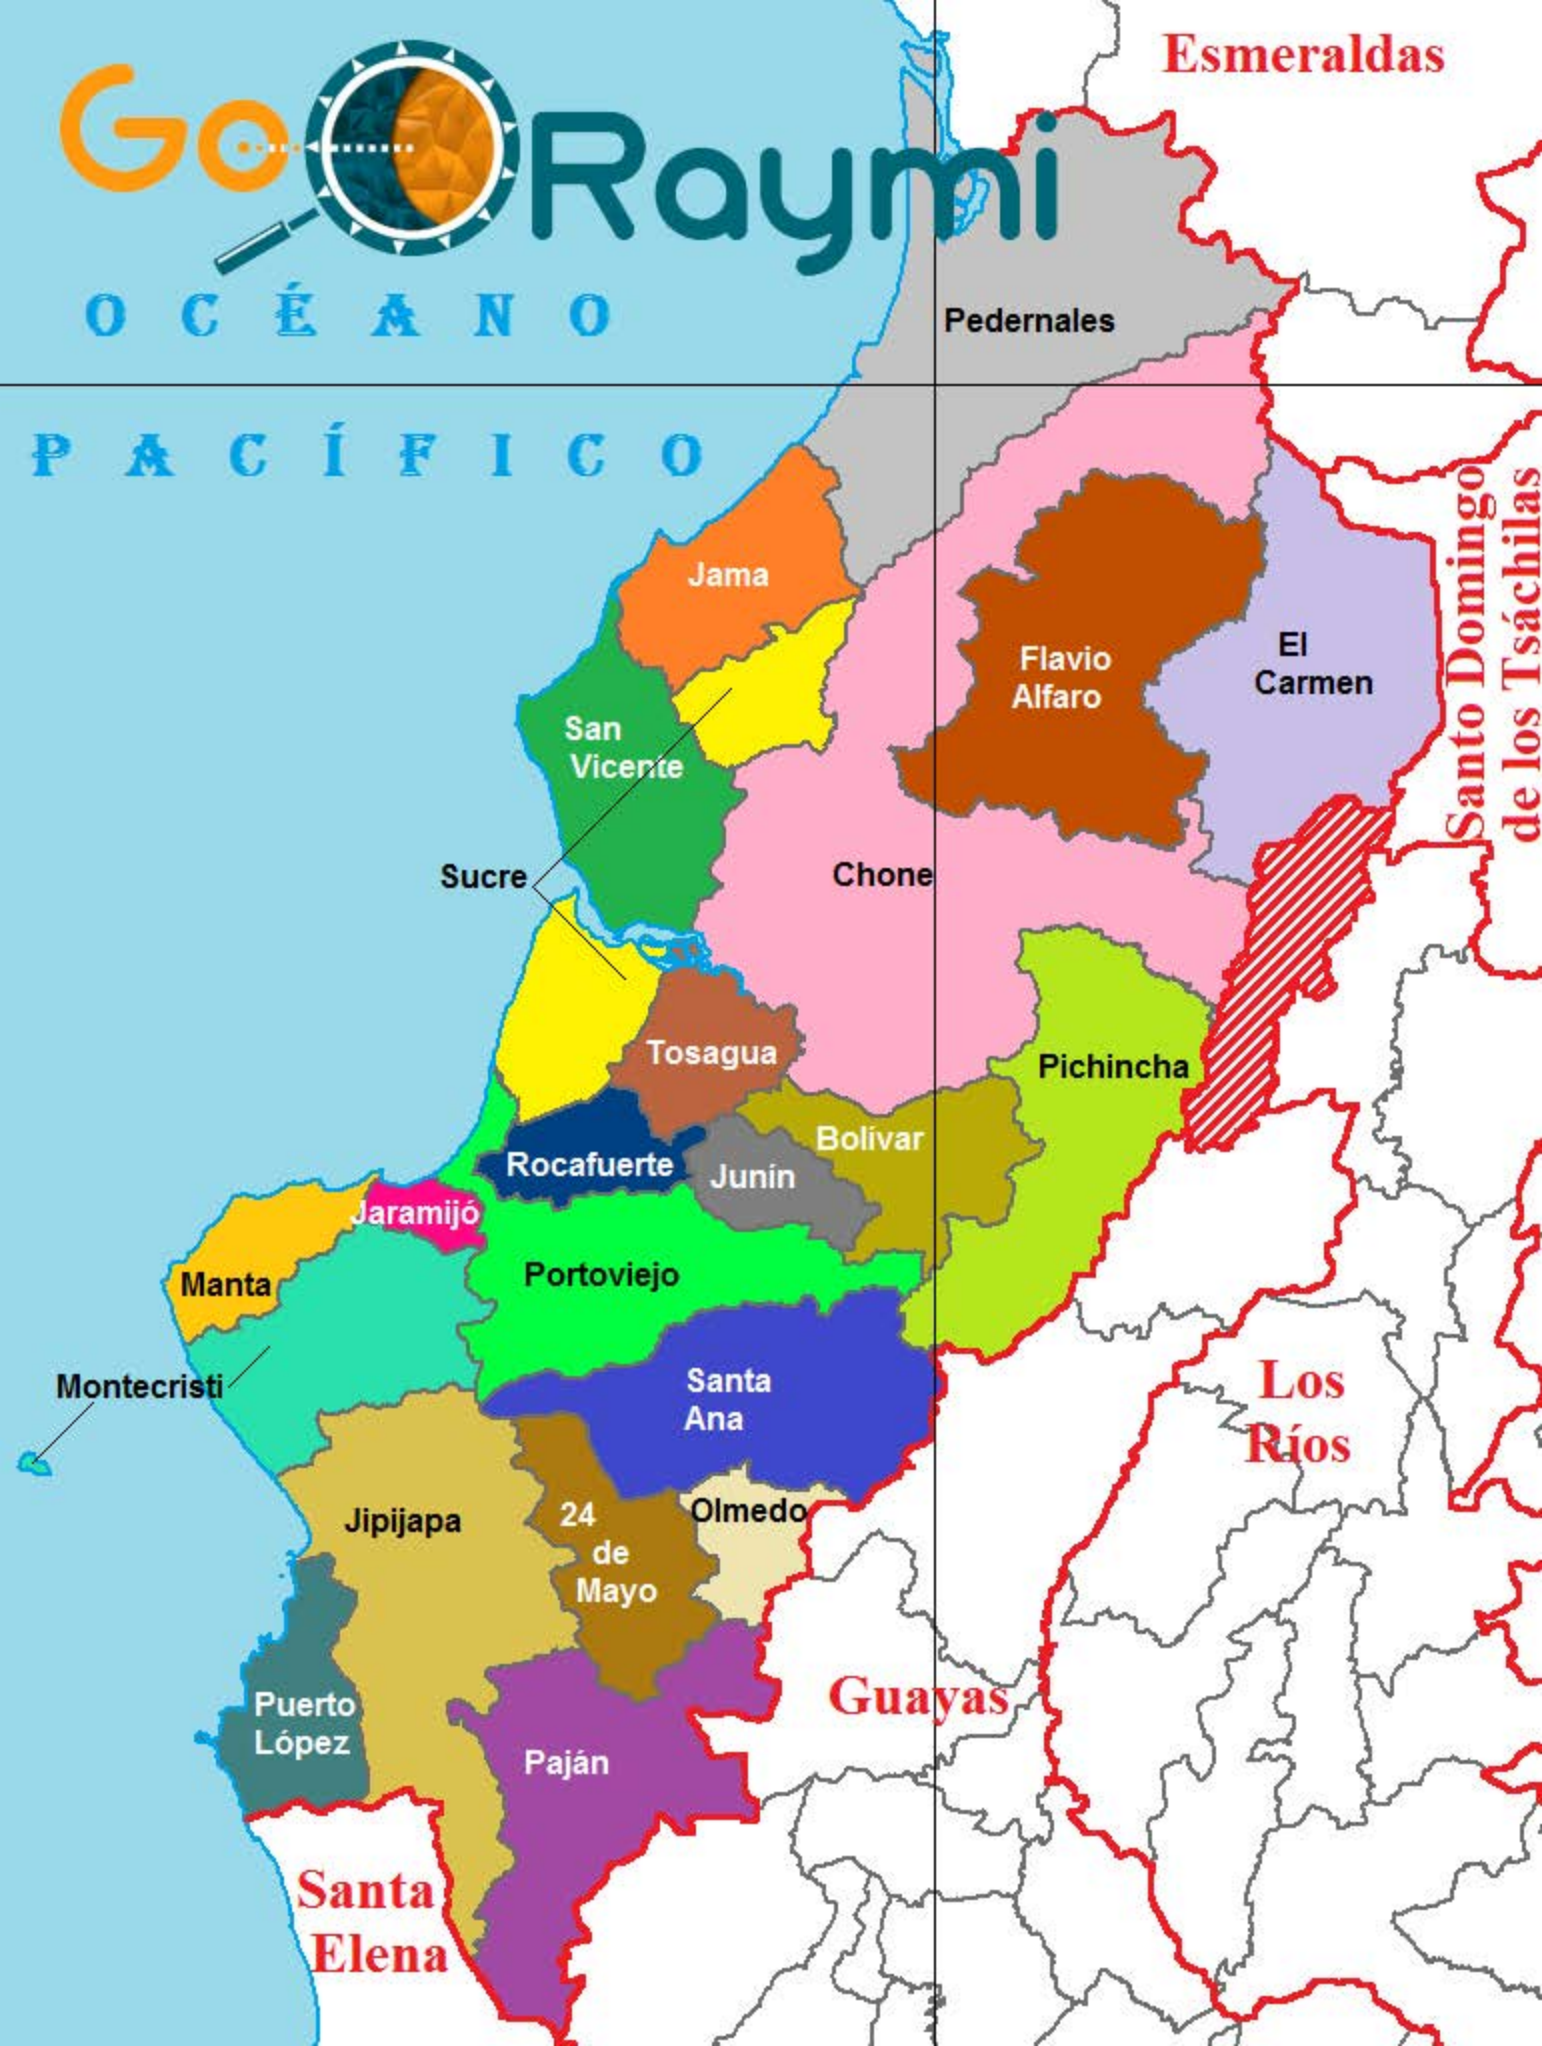 Esmeraldas
GoRaymi
OCÉANO
Pedernales
PACÍFICO
Santo Domingo
de los Tsáchilas
Jama
Flavio
Alfaro
El
Carmen
San
Vicente
Sucre
Chone
Tosagua
Pichincha
Bolívar
Rocafuerte
Junín
Jaramijó
Manta
Portoviejo
Montecristi
Santa
Ana
Los
Ríos
Jipijapa
24
de
Mayo
Olmedo
Puerto
López
Guayas
Paján
Santa
Elena